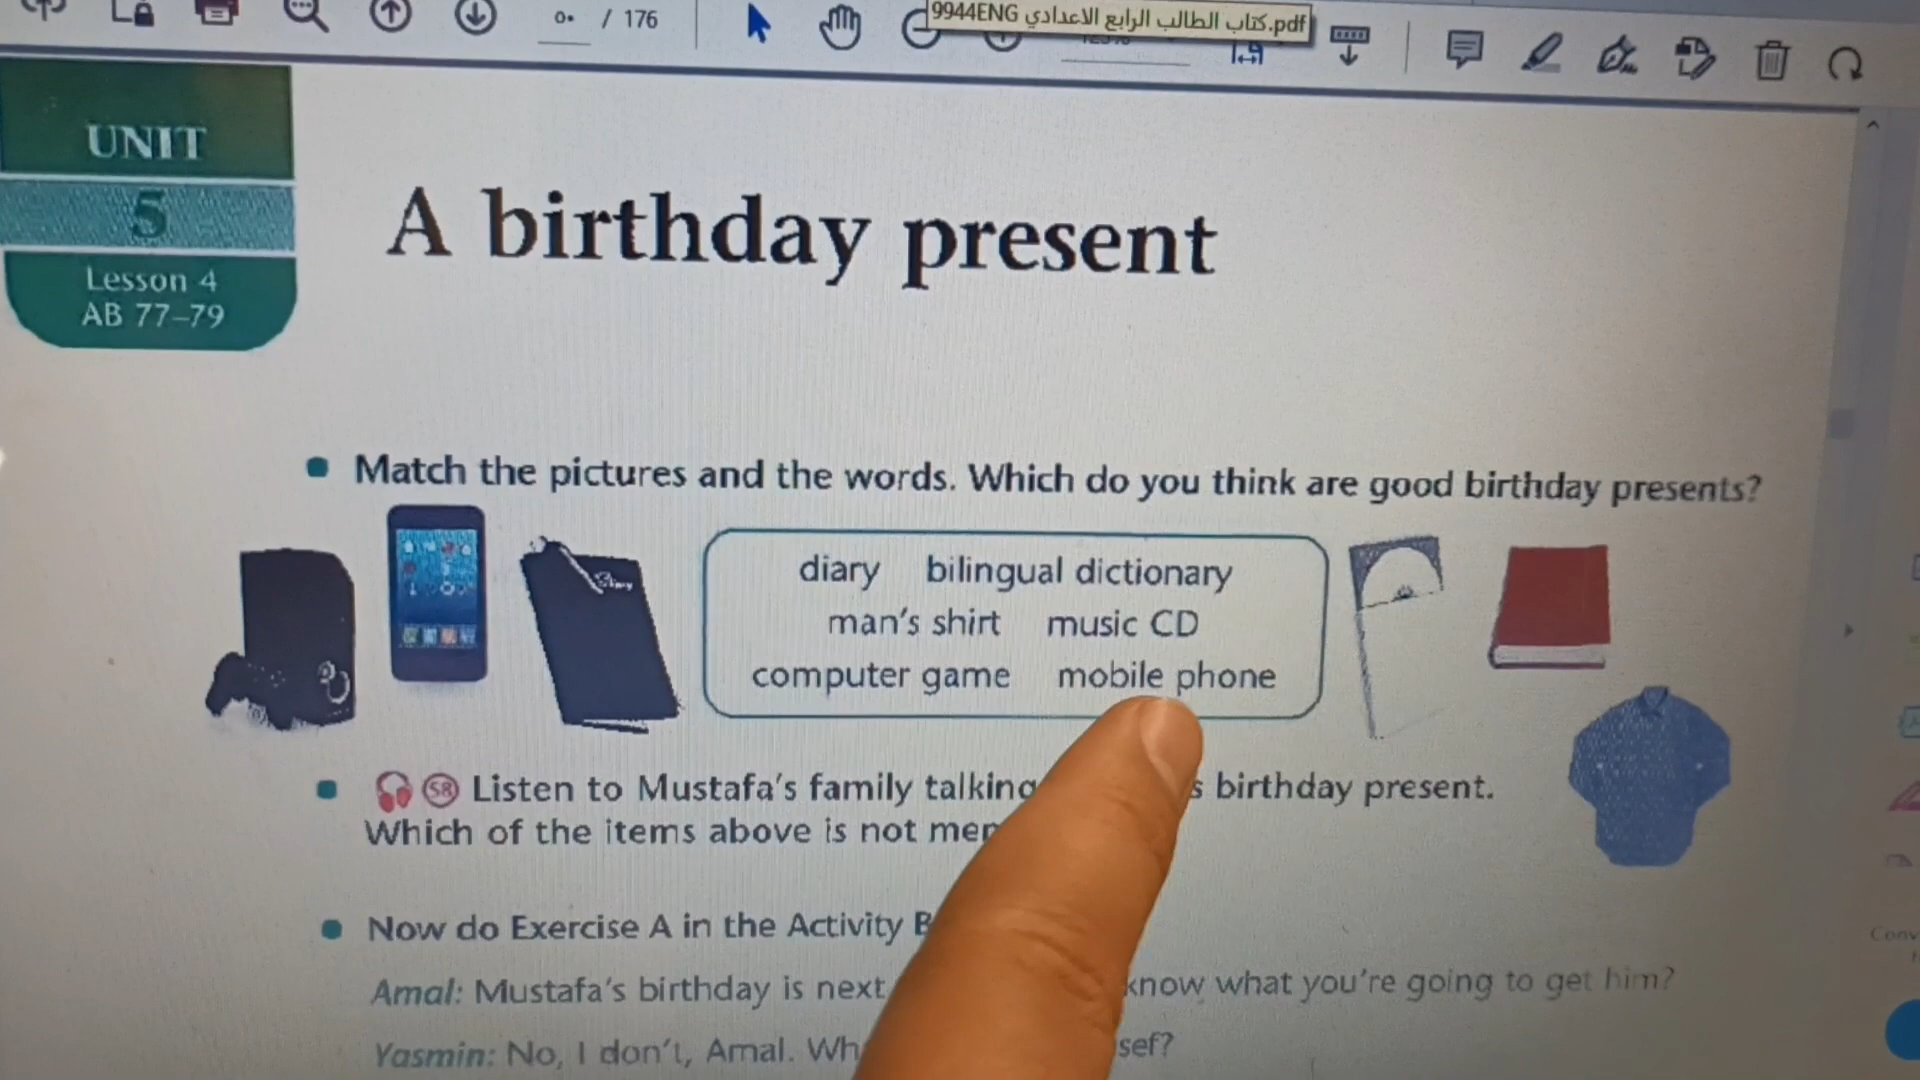 ٥٠ / 176
9944ENG كتاب الطالب الرابع الاعدادي.pdf
UNIT
5
Lesson 4
AB 77–79
A birthday present
Match the pictures and the words. Which do you think are good birthday presents?
diary bilingual dictionary
man's shirt music CD
computer game mobile phone
58 Listen to Mustafa's family talking birthday present.
Which of the items above is not
Now do Exercise A in the Activity
Amal: Mustafa's birthday is next know what you're going to get him?
Yasmin: No, I don't, Amal.
Conv